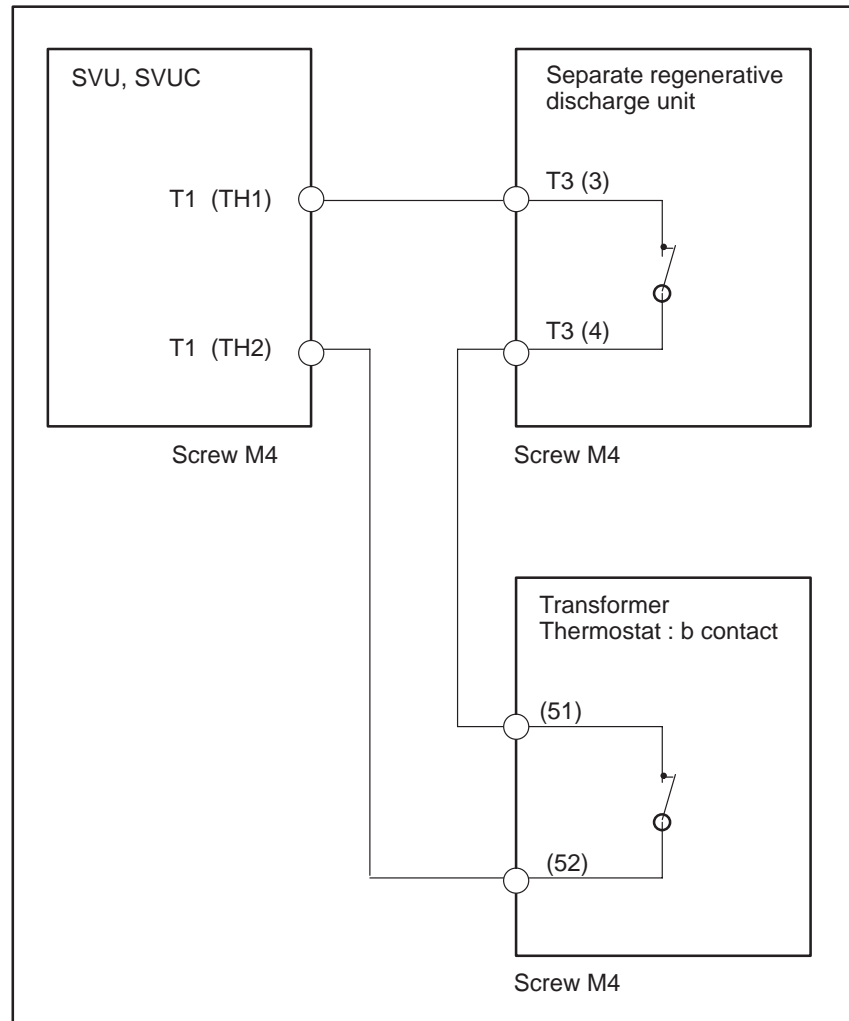 SVU, SVUC
T1 (TH1)
T1 (TH2)
Screw M4
Separate regenerative
discharge unit
T3 (3)
T3 (4)
Screw M4
Transformer
Thermostat : b contact
(51)
(52)
Screw M4